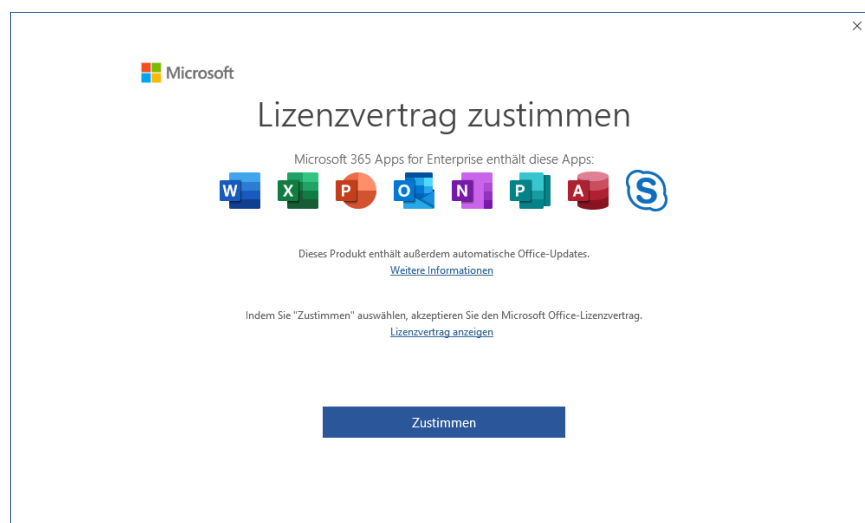 Microsoft
Lizenzvertrag zustimmen
Microsoft 365 Apps for Enterprise enthält diese Apps:
W X P O N P A S
Dieses Produkt enthält außerdem automatische Office-Updates.
Weitere Informationen
Indem Sie "Zustimmen" auswählen, akzeptieren Sie den Microsoft Office-Lizenzvertrag.
Lizenzvertrag anzeigen
Zustimmen